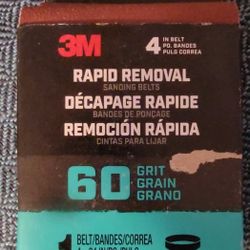 3M
4 IN BELT
PO. BANDES
PULG CORREA
RAPID REMOVAL
SANDING BELTS
DÉCAPAGE RAPIDE
BANDES DE PONÇAGE
REMOCIÓN RÁPIDA
CINTAS PARA LIJAR
60 GRIT
GRAIN
GRANO
1 BELT/BANDES/CORREA